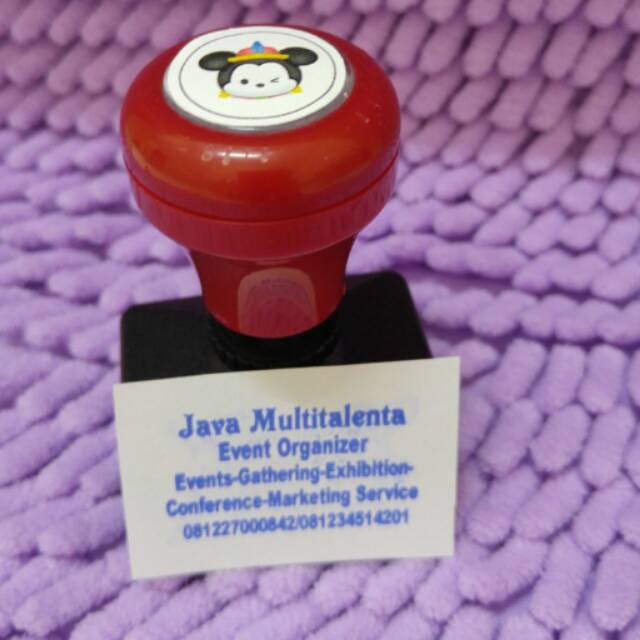 Java Multitalenta
Event Organizer
Events-Gathering-Exhibition-
Conference-Marketing Service
081227000842/081234514201